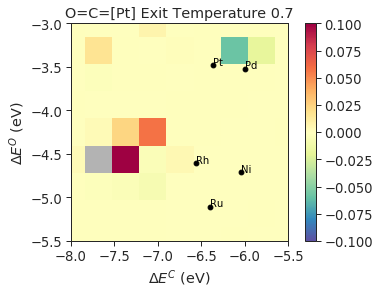 O=C=[Pt] Exit Temperature 0.7
−3.0
−3.5
−4.0
−4.5
−5.0
−5.5
ΔE^O (eV)
−8.0 −7.5 −7.0 −6.5 −6.0 −5.5
ΔE^C (eV)
Pt
Pd
Rh
Ni
Ru
0.100
0.075
0.050
0.025
0.000
−0.025
−0.050
−0.075
−0.100